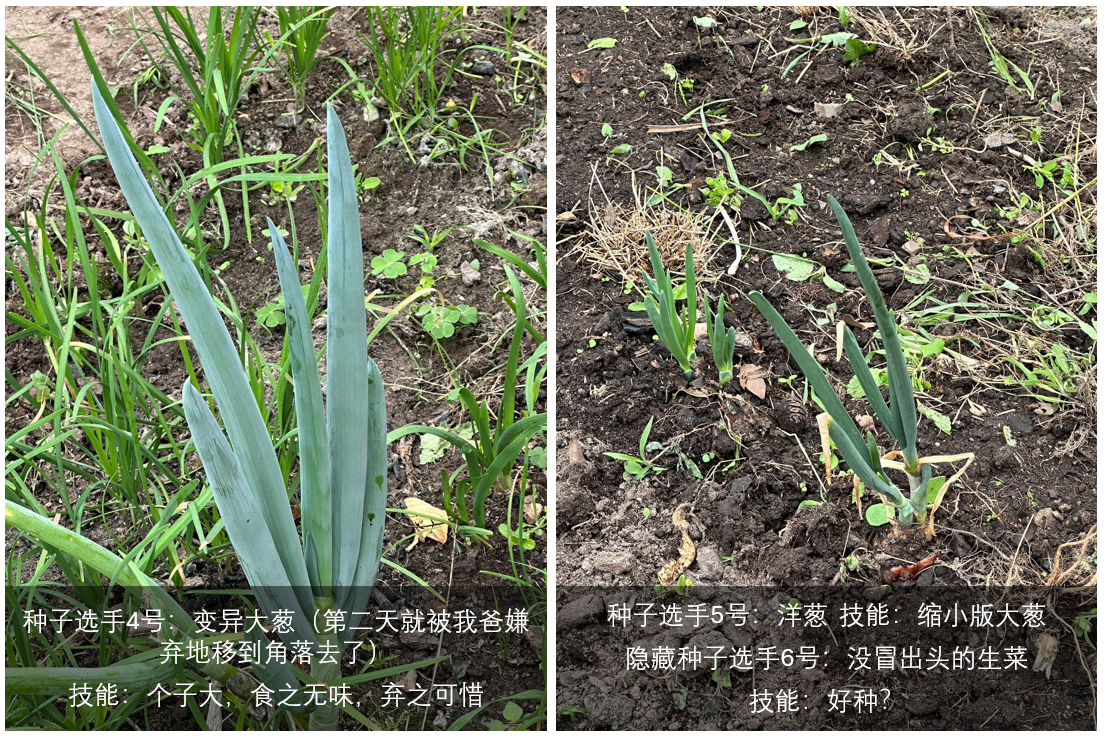 种子选手4号：变异大葱（第二天就被我爸嫌
弃地移到角落去了）
技能：个子大，食之无味，弃之可惜
种子选手5号：洋葱 技能：缩小版大葱
隐藏种子选手6号：没冒出头的生菜
技能：好种？